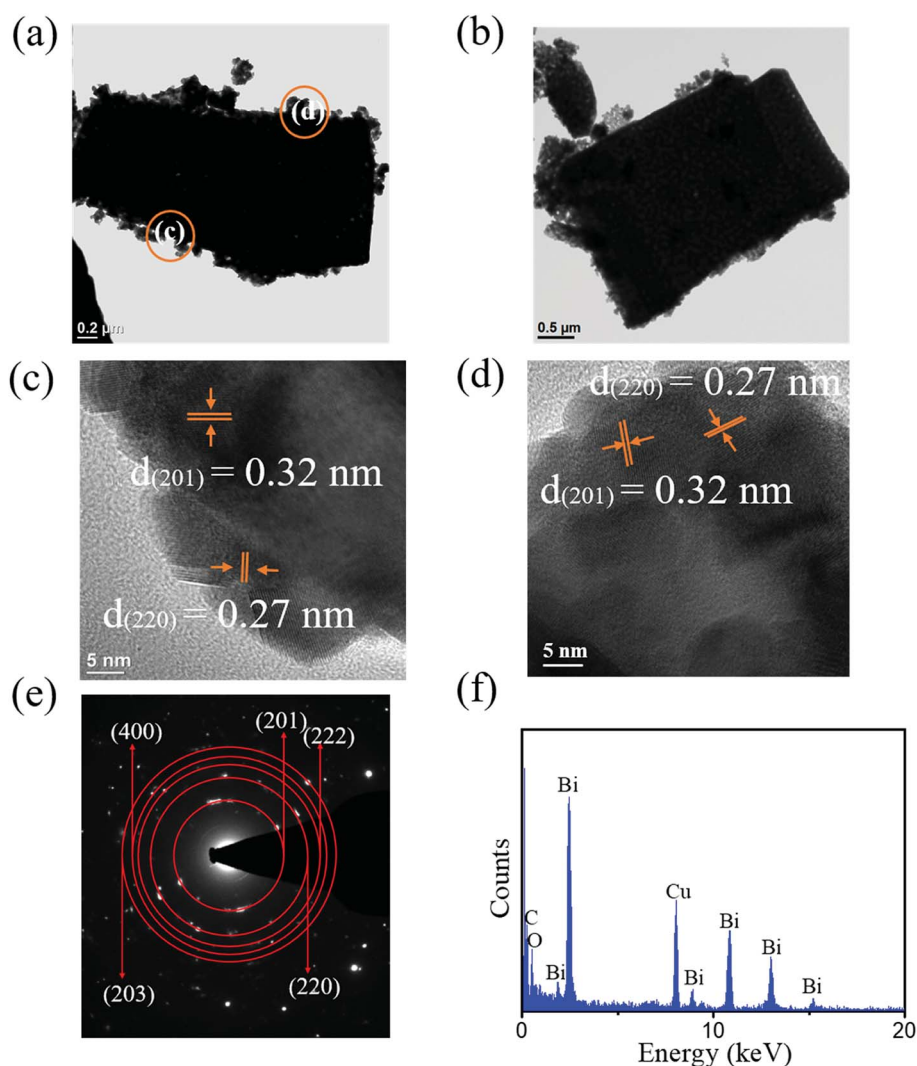 (a)
(d)
(c)
0.2 μm
(b)
0.5 μm
(c)
d(201) = 0.32 nm
d(220) = 0.27 nm
5 nm
(d)
d(220) = 0.27 nm
d(201) = 0.32 nm
5 nm
(e)
(400)
(201)
(222)
(203)
(220)
(f)
Counts
Bi
Cu
C
O
Bi
Bi
Bi
Bi
Bi
0
10
20
Energy (keV)